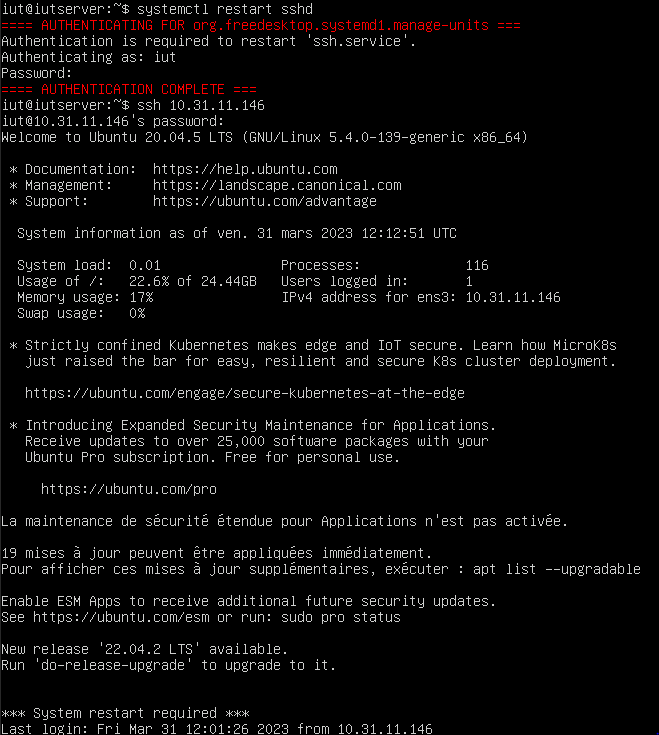 iut@iutserver:~$ systemctl restart sshd
==== AUTHENTICATING FOR org.freedesktop.systemd1.manage-units ===
Authentication is required to restart 'ssh.service'.
Authenticating as: iut
Password:
==== AUTHENTICATION COMPLETE ===
iut@iutserver:~$ ssh 10.31.11.146
iut@10.31.11.146's password:
Welcome to Ubuntu 20.04.5 LTS (GNU/Linux 5.4.0-139-generic x86_64)
* Documentation:  https://help.ubuntu.com
* Management:     https://landscape.canonical.com
* Support:        https://ubuntu.com/advantage
System information as of ven. 31 mars 2023 12:12:51 UTC
System load:  0.01               Processes:             116
Usage of /:   22.6% of 24.44GB   Users logged in:       1
Memory usage: 17%                IPv4 address for ens3: 10.31.11.146
Swap usage:   0%
* Strictly confined Kubernetes makes edge and IoT secure. Learn how MicroK8s
just raised the bar for easy, resilient and secure K8s cluster deployment.
https://ubuntu.com/engage/secure-kubernetes-at-the-edge
* Introducing Expanded Security Maintenance for Applications.
Receive updates to over 25,000 software packages with your
Ubuntu Pro subscription. Free for personal use.
https://ubuntu.com/pro
La maintenance de sécurité étendue pour Applications n'est pas activée.
19 mises à jour peuvent être appliquées immédiatement.
Pour afficher ces mises à jour supplémentaires, exécuter : apt list --upgradable
Enable ESM Apps to receive additional future security updates.
See https://ubuntu.com/esm or run: sudo pro status
New release '22.04.2 LTS' available.
Run 'do-release-upgrade' to upgrade to it.
*** System restart required ***
Last login: Fri Mar 31 12:01:26 2023 from 10.31.11.146